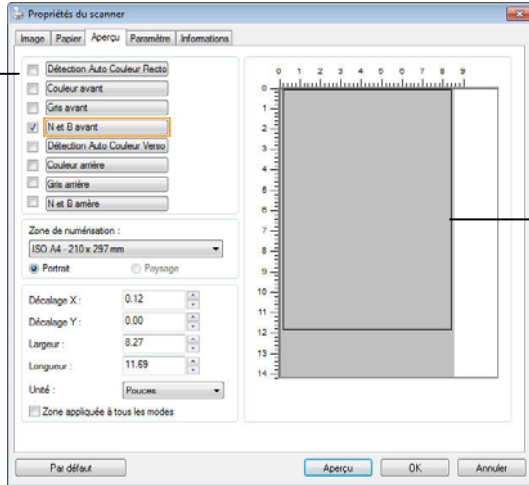 Propriétés du scanner
Image Papier Aperçu Paramètre Informations
Détection Auto Couleur Recto
Couleur avant
Gris avant
N et B avant
Détection Auto Couleur Verso
Couleur arrière
Gris arrière
N et B arrière
Zone de numérisation :
ISO A4 - 210 x 297 mm
Portrait Paysage
Décalage X : 0.12
Décalage Y : 0.00
Largeur : 8.27
Longueur : 11.69
Unité : Pouces
Zone appliquée à tous les modes
0 1 2 3 4 5 6 7 8 9
0
1
2
3
4
5
6
7
8
9
10
11
12
13
14
Par défaut Aperçu OK Annuler